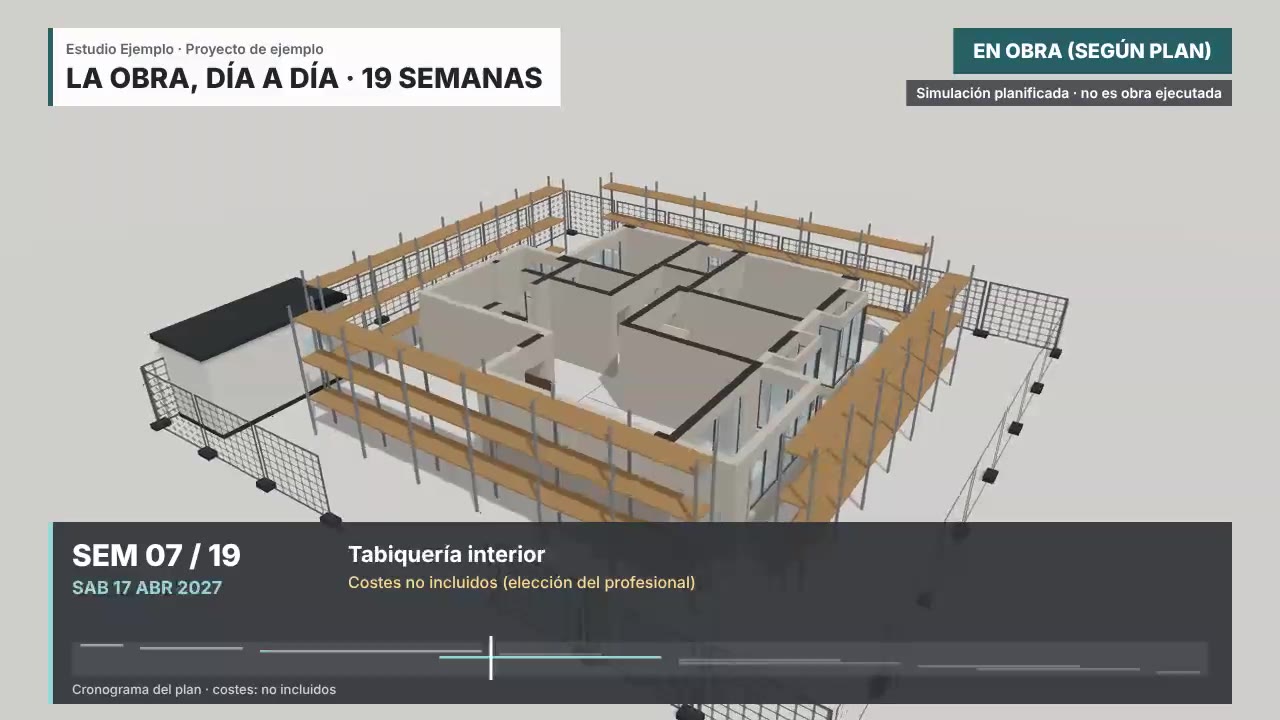 Estudio Ejemplo · Proyecto de ejemplo
LA OBRA, DÍA A DÍA · 19 SEMANAS
EN OBRA (SEGÚN PLAN)
Simulación planificada · no es obra ejecutada
SEM 07 / 19
SAB 17 ABR 2027
Tabiquería interior
Costes no incluidos (elección del profesional)
Cronograma del plan · costes: no incluidos